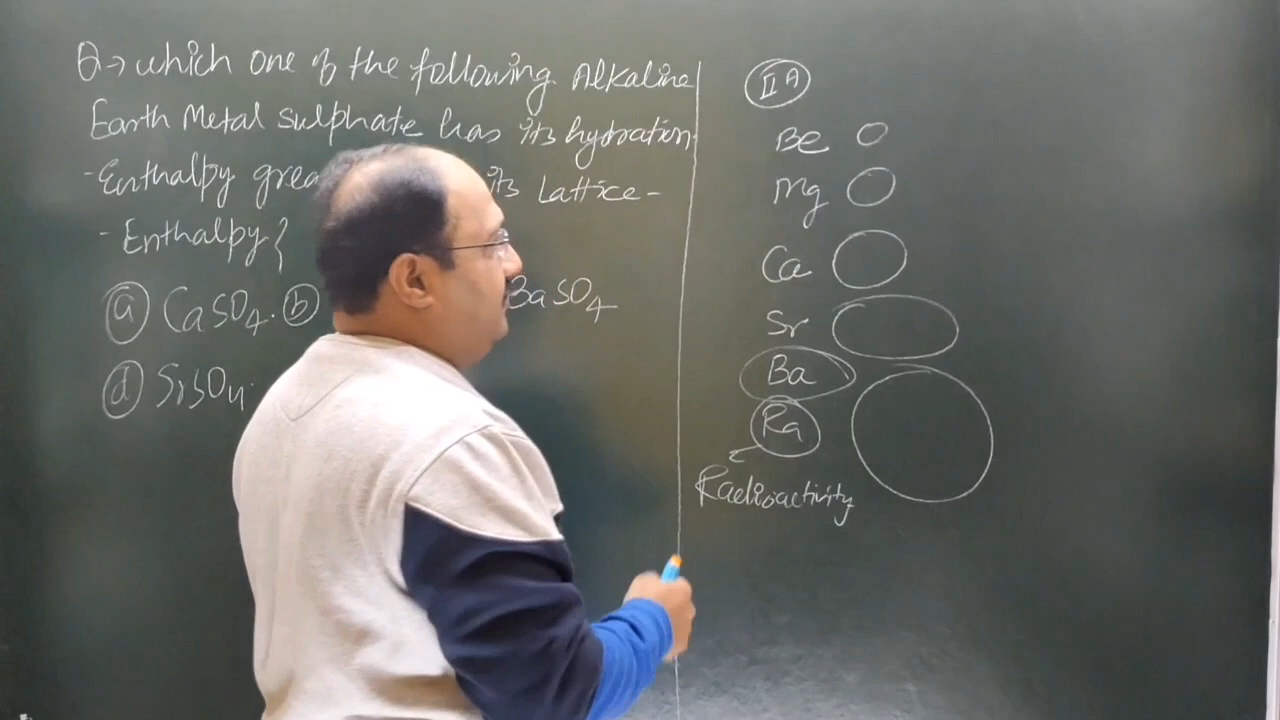 Q→ which one of the following Alkaline
Earth Metal sulphate has its hydration
-Enthalpy its Lattice-
- Enthalpy}
(a) CaSO4. (b) BaSO4
(d) SrSO4.
II A
Be
Mg
Ca
Sr
Ba
Ra
Radioactivity